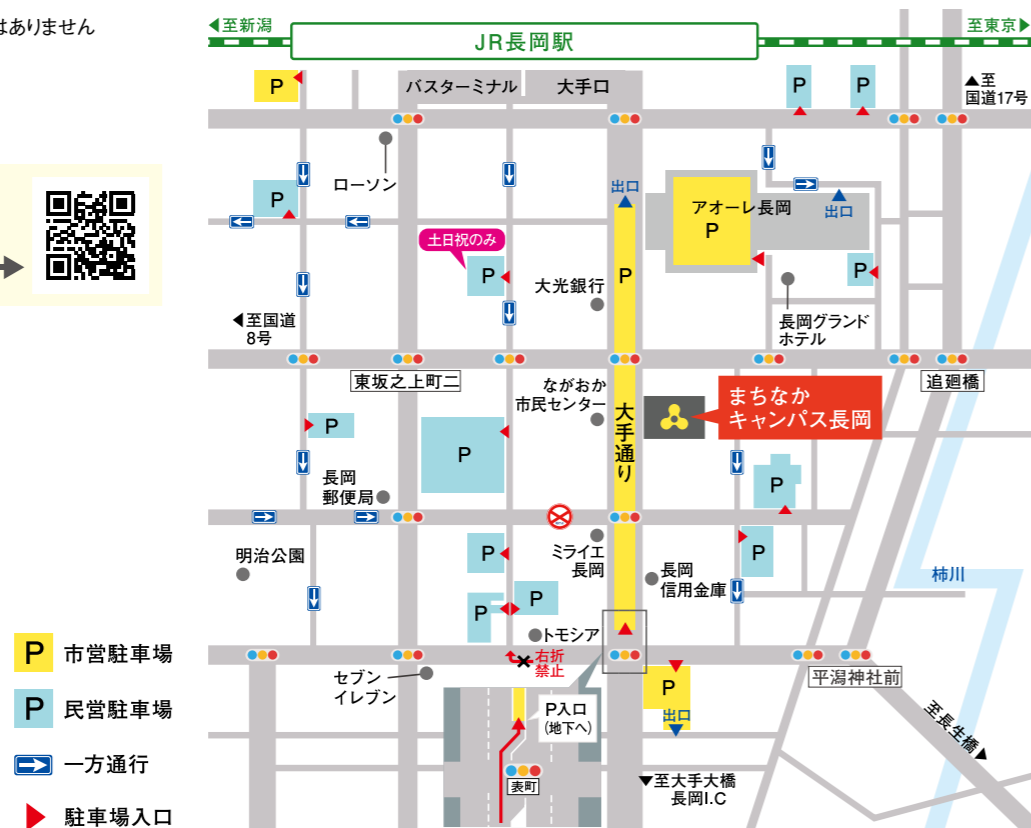 はありません
◀至新潟
JR長岡駅
至東京▶
P
バスターミナル
大手口
P
P
▲至
国道17号
ローソン
P
出口
アオーレ長岡
P
出口
土日祝のみ
P
大光銀行
P
P
長岡グランド
ホテル
◀至国道
8号
東坂之上町二
ながおか
市民センター
大手通り
まちなか
キャンパス長岡
追廻橋
P
P
長岡
郵便局
P
明治公園
P
ミライエ
長岡
長岡
信用金庫
P
柿川
P
P
トモシア
右折
禁止
P 市営駐車場
セブン
イレブン
P入口
(地下へ)
P
出口
平潟神社前
P 民営駐車場
至長生橋▶
一方通行
表町
▼至大手大橋
長岡I.C
駐車場入口